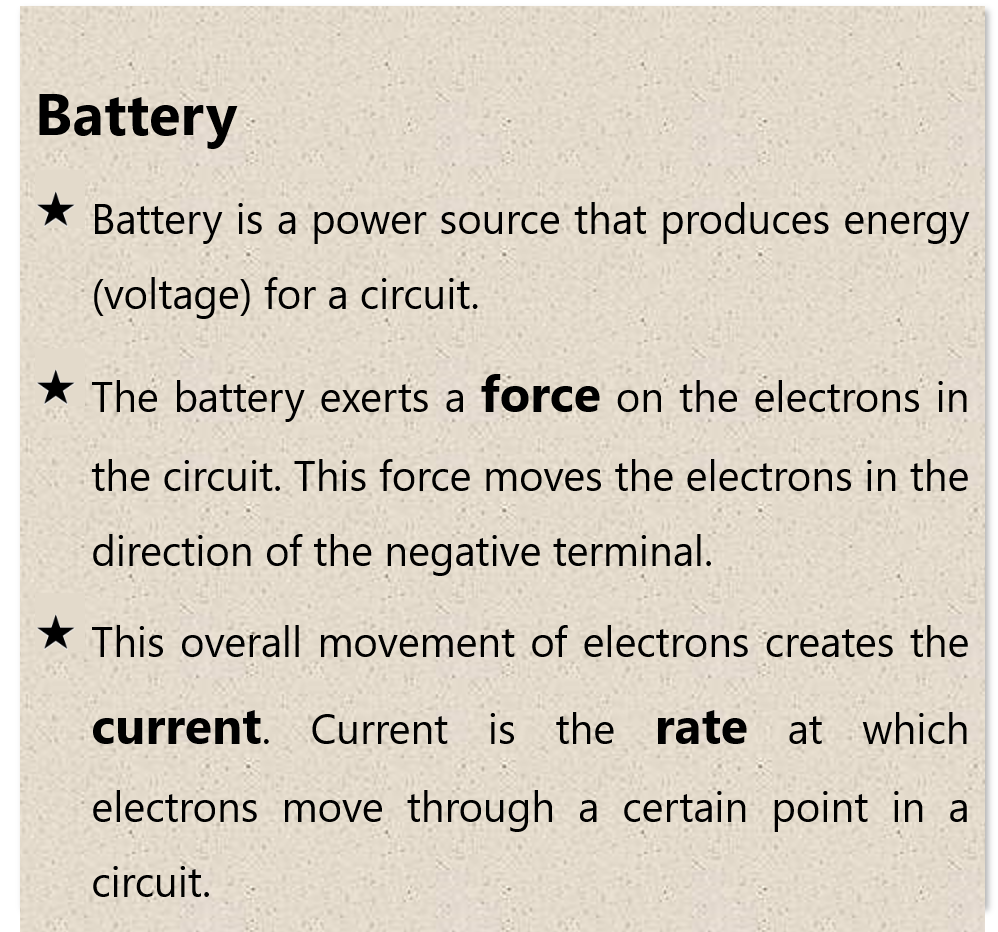 Battery
★ Battery is a power source that produces energy
(voltage) for a circuit.
★ The battery exerts a force on the electrons in
the circuit. This force moves the electrons in the
direction of the negative terminal.
★ This overall movement of electrons creates the
current. Current is the rate at which
electrons move through a certain point in a
circuit.